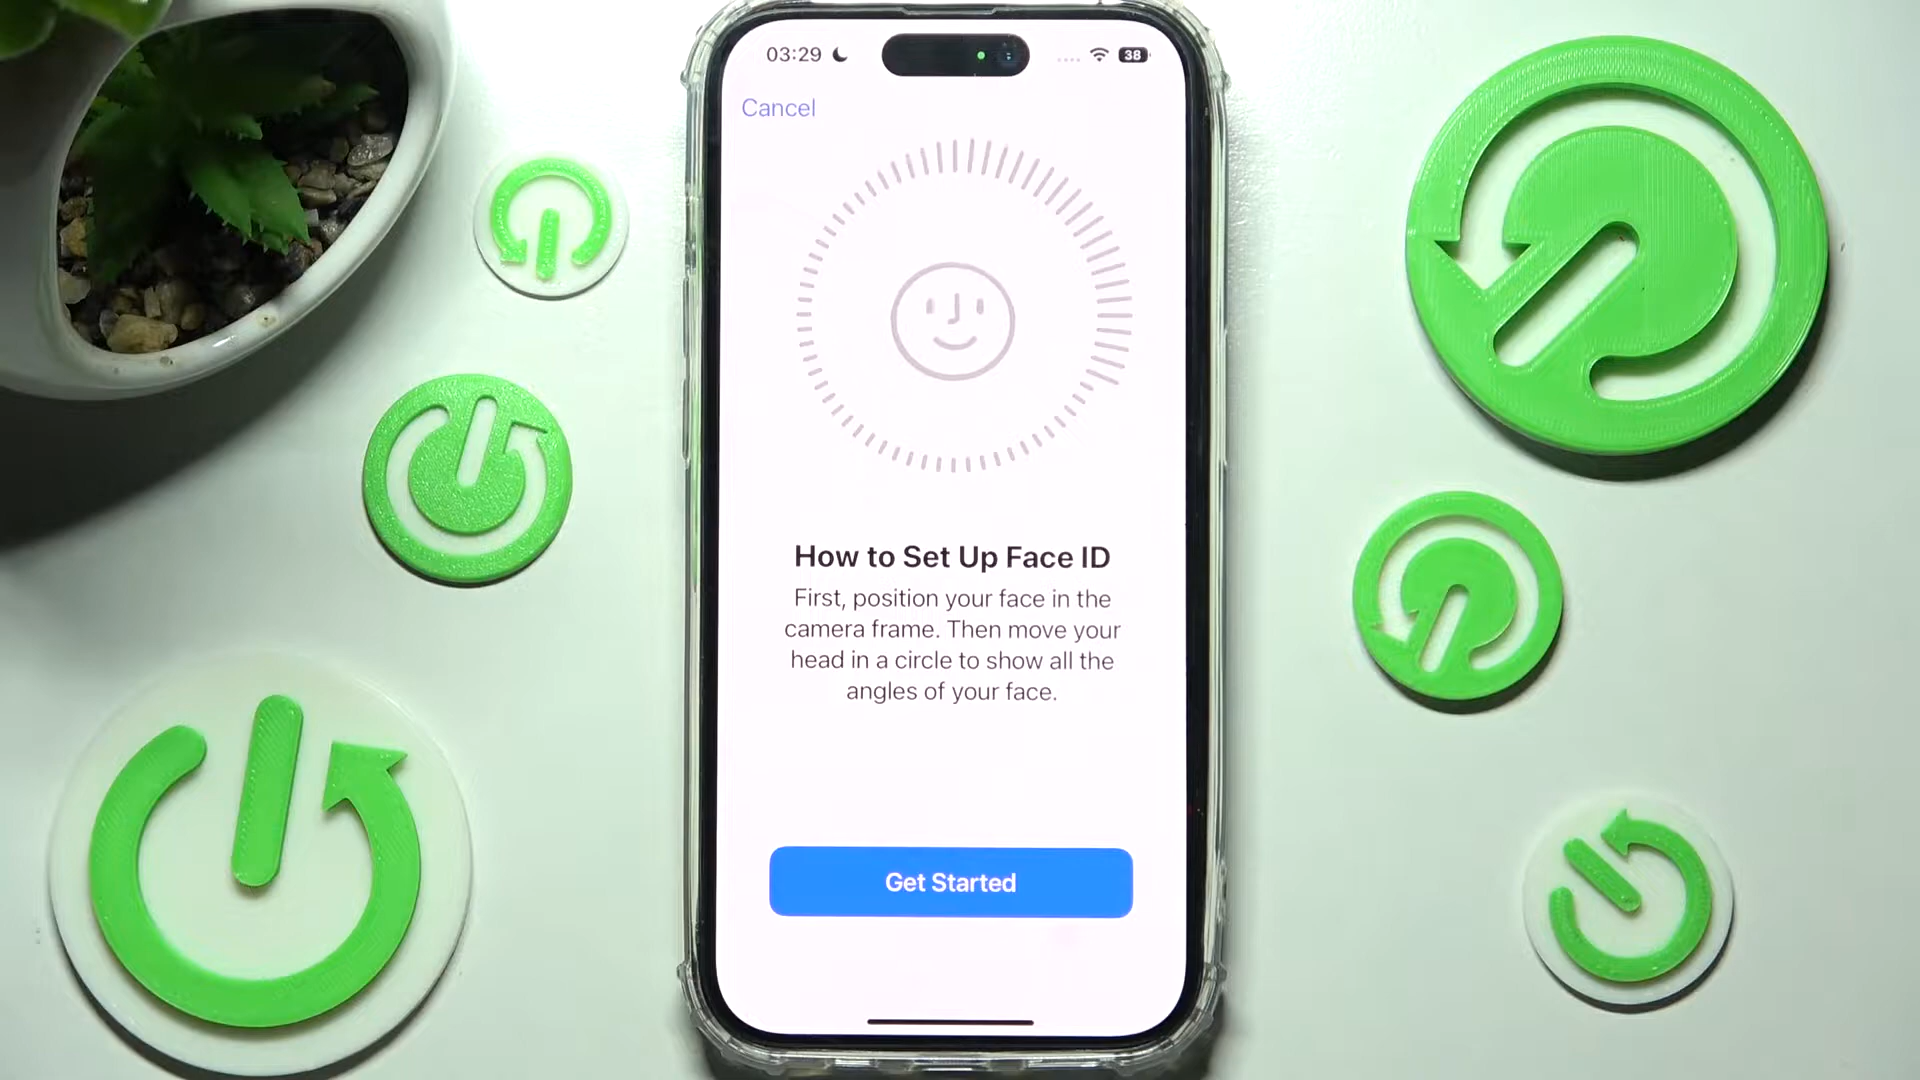 03:29
38
Cancel
How to Set Up Face ID
First, position your face in the
camera frame. Then move your
head in a circle to show all the
angles of your face.
Get Started